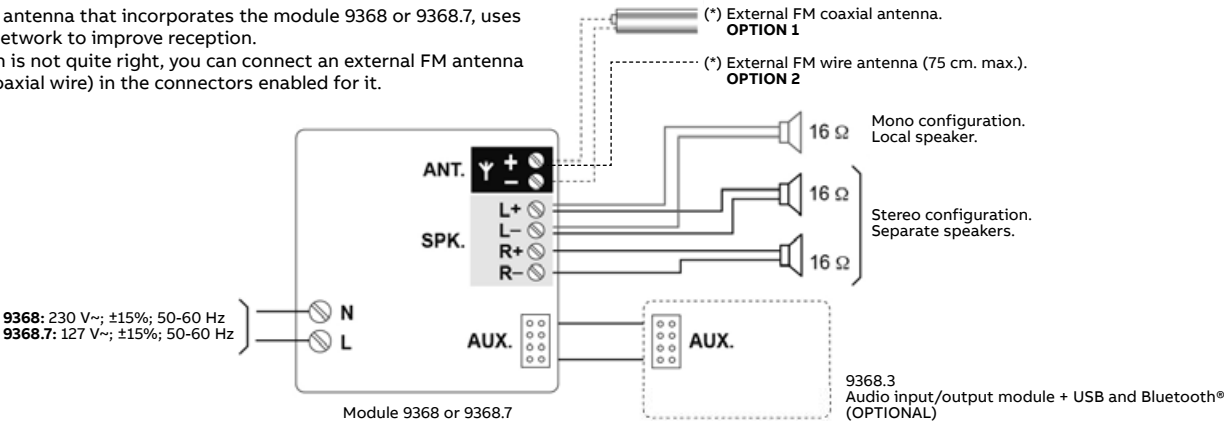 antenna that incorporates the module 9368 or 9368.7, uses
etwork to improve reception.
n is not quite right, you can connect an external FM antenna
oaxial wire) in the connectors enabled for it.
(*) External FM coaxial antenna.
OPTION 1
(*) External FM wire antenna (75 cm. max.).
OPTION 2
ANT.
+
−
16 Ω
Mono configuration.
Local speaker.
SPK.
L+
L−
R+
R−
16 Ω
16 Ω
Stereo configuration.
Separate speakers.
9368: 230 V~; ±15%; 50-60 Hz
9368.7: 127 V~; ±15%; 50-60 Hz
N
L
AUX.
AUX.
Module 9368 or 9368.7
9368.3
Audio input/output module + USB and Bluetooth®
(OPTIONAL)